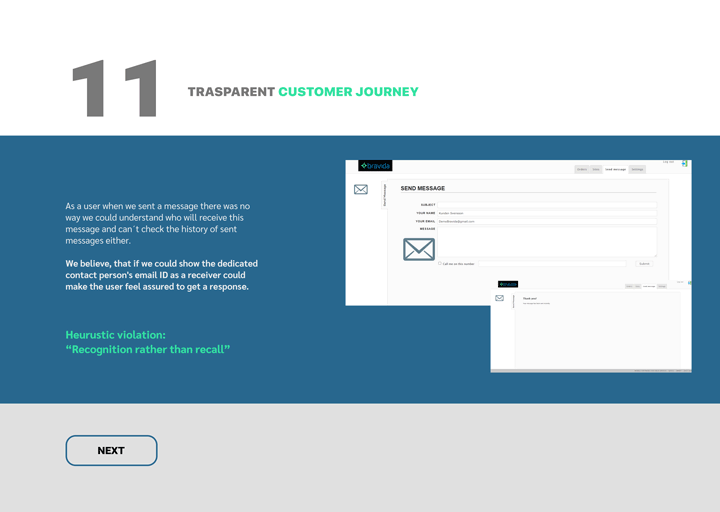 11
TRASPARENT CUSTOMER JOURNEY
As a user when we sent a message there was no
way we could understand who will receive this
message and can`t check the history of sent
messages either.
We believe, that if we could show the dedicated
contact person's email ID as a receiver could
make the user feel assured to get a response.
Heurustic violation:
“Recognition rather than recall”
bravida
Send message
Settings
LOG OUT
Send Message
SEND MESSAGE
SUBJECT
YOUR NAME
YOUR EMAIL
MESSAGE
Call me on this number
Submit
bravida
Thank you!
NEXT